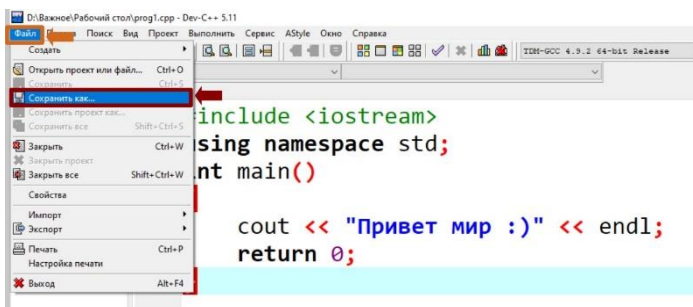 D:\Важное\Рабочий стол\prog1.cpp - Dev-C++ 5.11
Файл Поиск Вид Проект Выполнить Сервис AStyle Окно Справка
TDM-GCC 4.9.2 64-bit Release
Создать
Открыть проект или файл... Ctrl+O
Сохранить Ctrl+S
Сохранить как...
Сохранить проект как...
Сохранить все Shift+Ctrl+S
Закрыть Ctrl+W
Закрыть проект
Закрыть все Shift+Ctrl+W
Свойства
Импорт
Экспорт
Печать Ctrl+P
Настройка печати
Выход Alt+F4
include <iostream>
sing namespace std;
nt main()
cout << "Привет мир :)" << endl;
return 0;